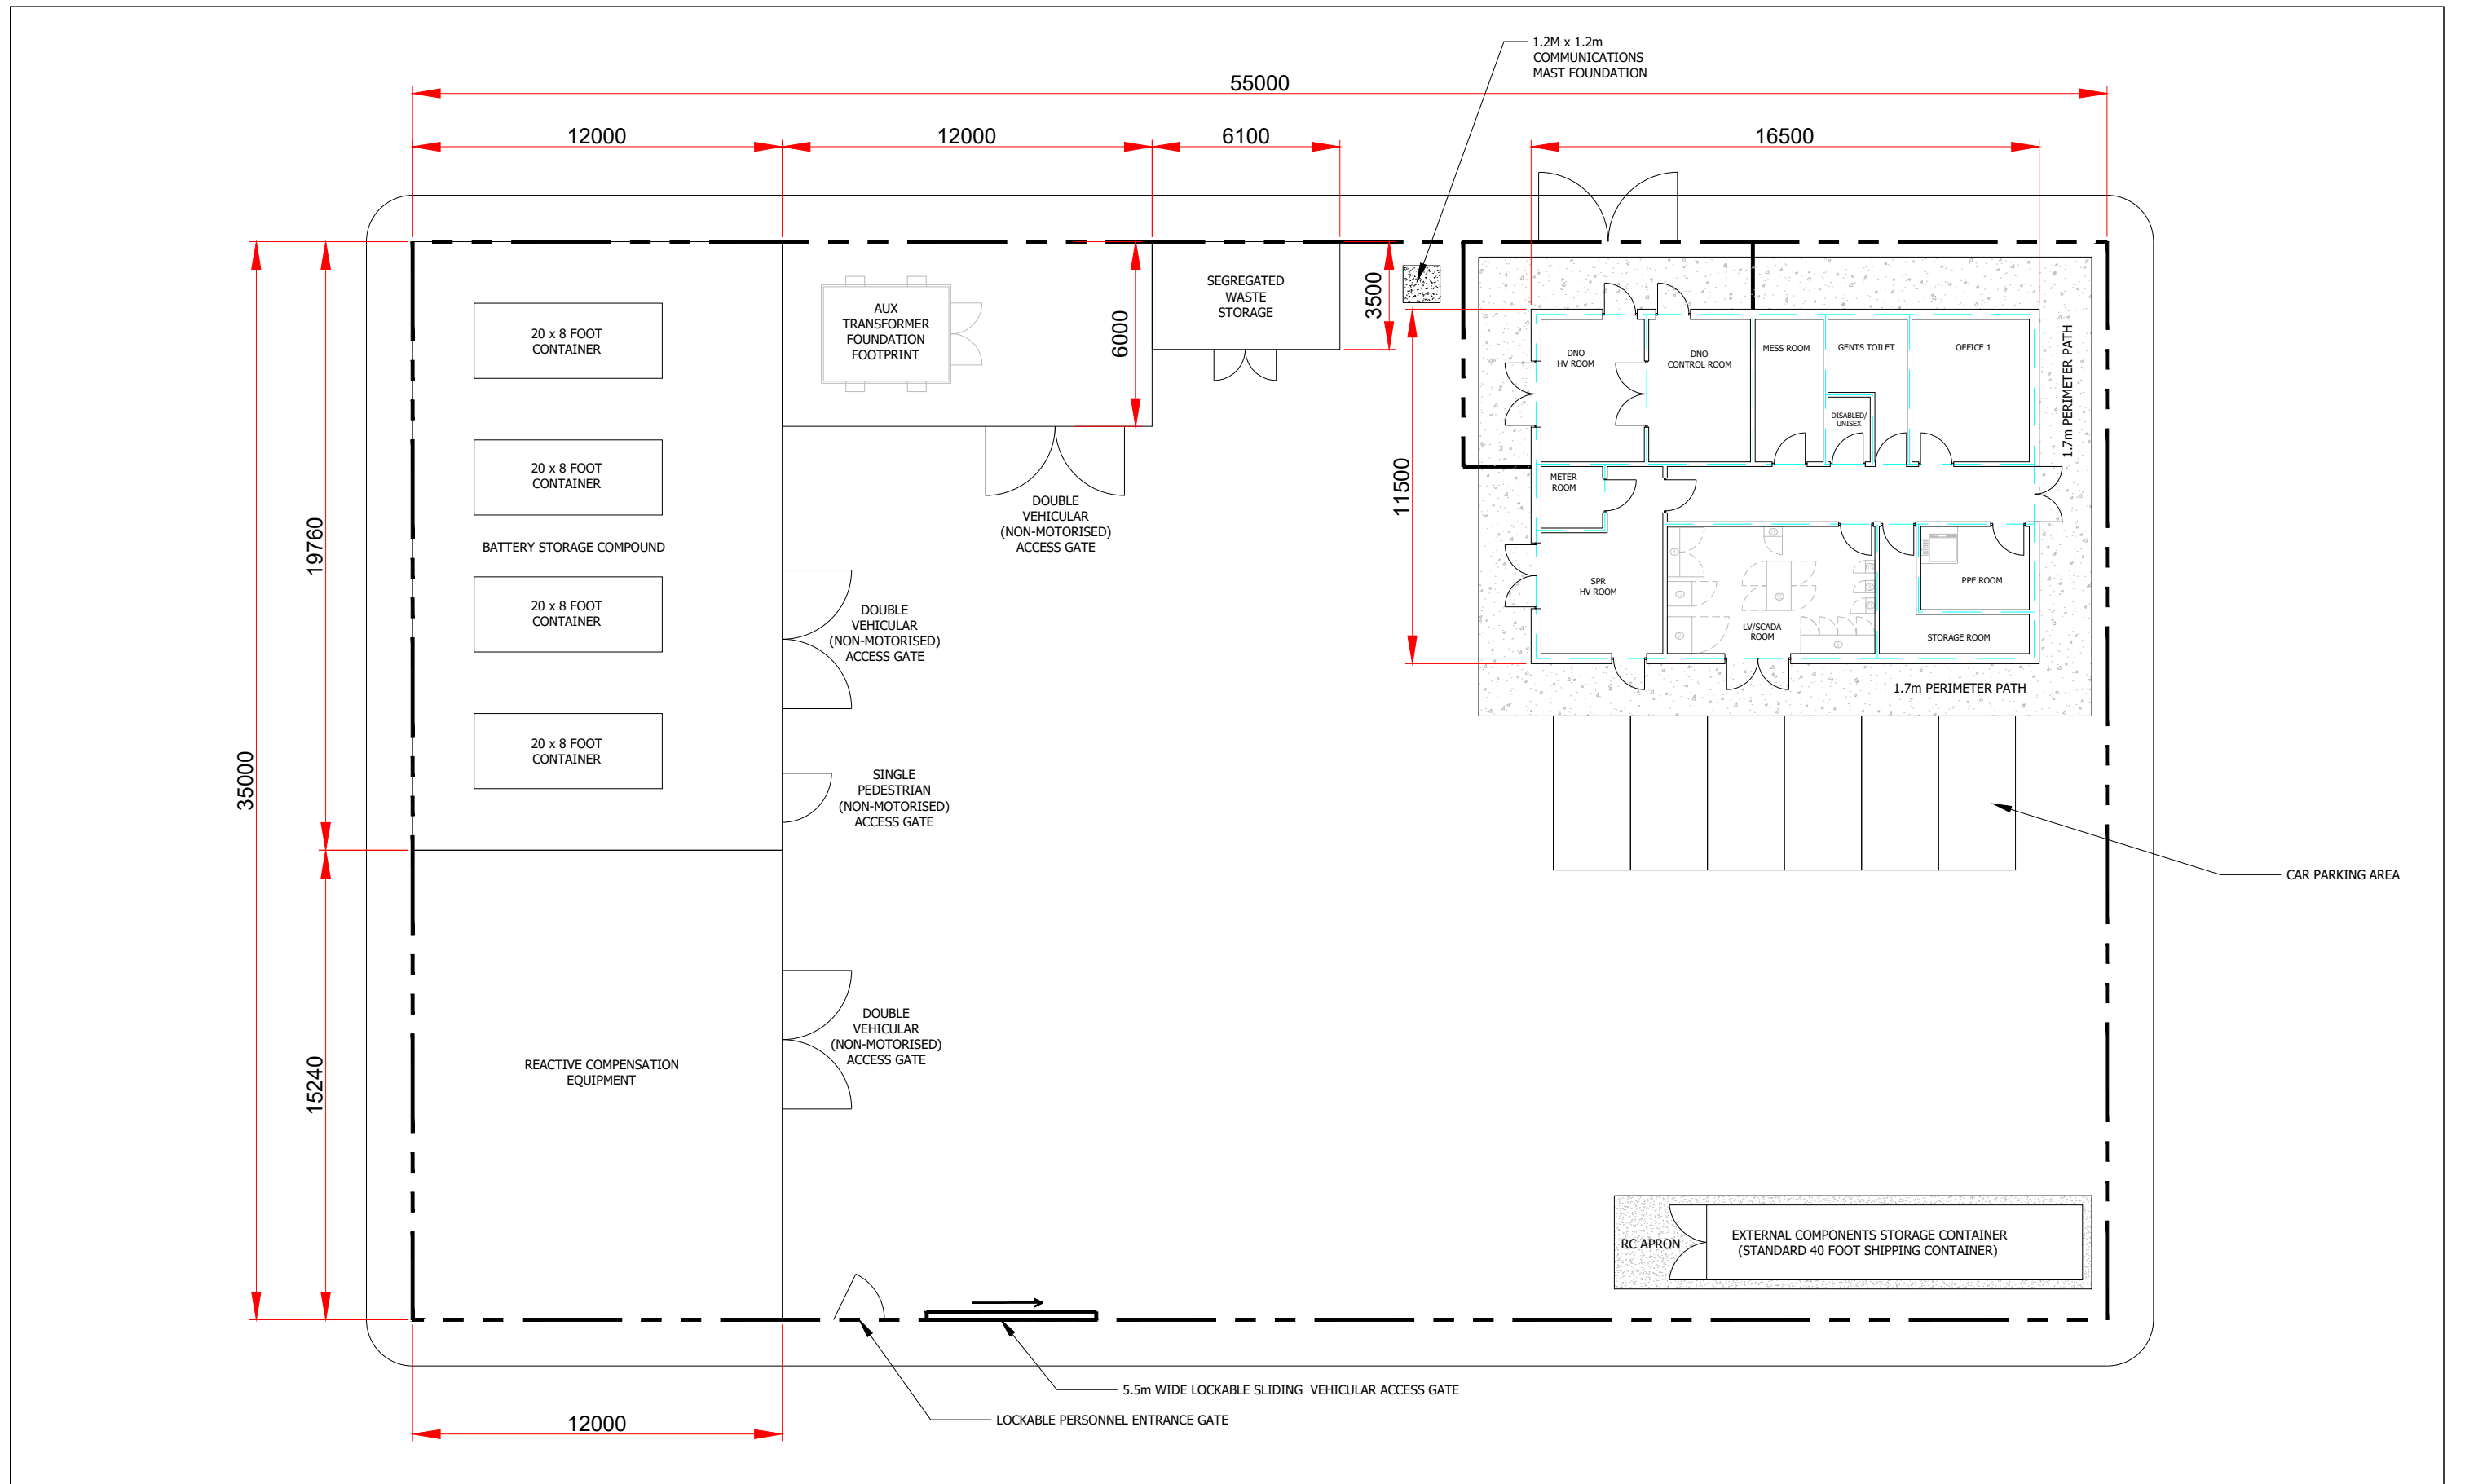 1.2M x 1.2m
COMMUNICATIONS
MAST FOUNDATION
55000
12000
12000
6100
16500
SEGREGATED
WASTE
STORAGE
3500
AUX
TRANSFORMER
FOUNDATION
FOOTPRINT
6000
20 x 8 FOOT
CONTAINER
DNO
HV ROOM
DNO
CONTROL ROOM
MESS ROOM
GENTS TOILET
OFFICE 1
1.7m PERIMETER PATH
DISABLED/
UNISEX
20 x 8 FOOT
CONTAINER
METER
ROOM
11500
DOUBLE
VEHICULAR
(NON-MOTORISED)
ACCESS GATE
19760
BATTERY STORAGE COMPOUND
20 x 8 FOOT
CONTAINER
DOUBLE
VEHICULAR
(NON-MOTORISED)
ACCESS GATE
SPR
HV ROOM
PPE ROOM
LV/SCADA
ROOM
STORAGE ROOM
1.7m PERIMETER PATH
20 x 8 FOOT
CONTAINER
35000
SINGLE
PEDESTRIAN
(NON-MOTORISED)
ACCESS GATE
CAR PARKING AREA
DOUBLE
VEHICULAR
(NON-MOTORISED)
ACCESS GATE
15240
REACTIVE COMPENSATION
EQUIPMENT
RC APRON
EXTERNAL COMPONENTS STORAGE CONTAINER
(STANDARD 40 FOOT SHIPPING CONTAINER)
5.5m WIDE LOCKABLE SLIDING VEHICULAR ACCESS GATE
LOCKABLE PERSONNEL ENTRANCE GATE
12000